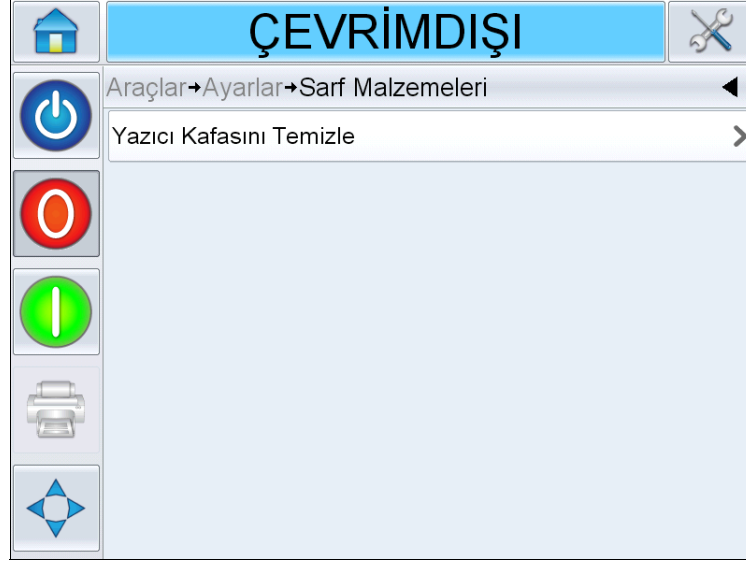 ÇEVRİMDIŞI
Araçlar→Ayarlar→Sarf Malzemeleri
Yazıcı Kafasını Temizle